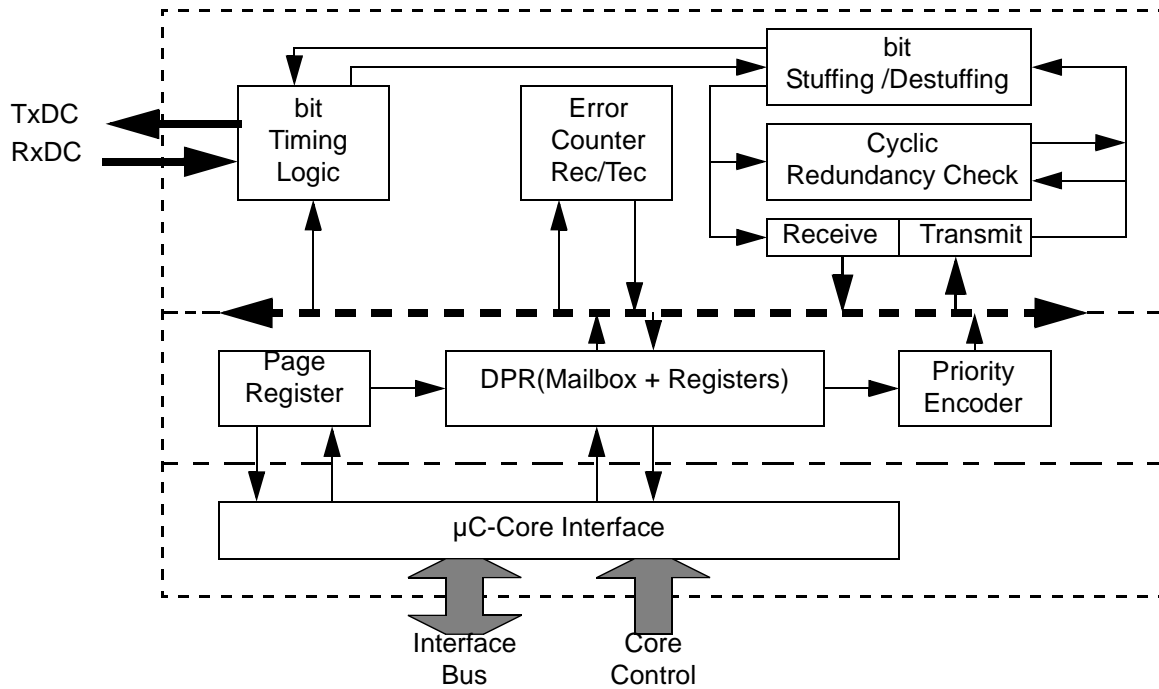 TxDC
RxDC
bit
Timing
Logic
Error
Counter
Rec/Tec
bit
Stuffing /Destuffing
Cyclic
Redundancy Check
Receive
Transmit
Page
Register
DPR(Mailbox + Registers)
Priority
Encoder
µC-Core Interface
Interface
Bus
Core
Control